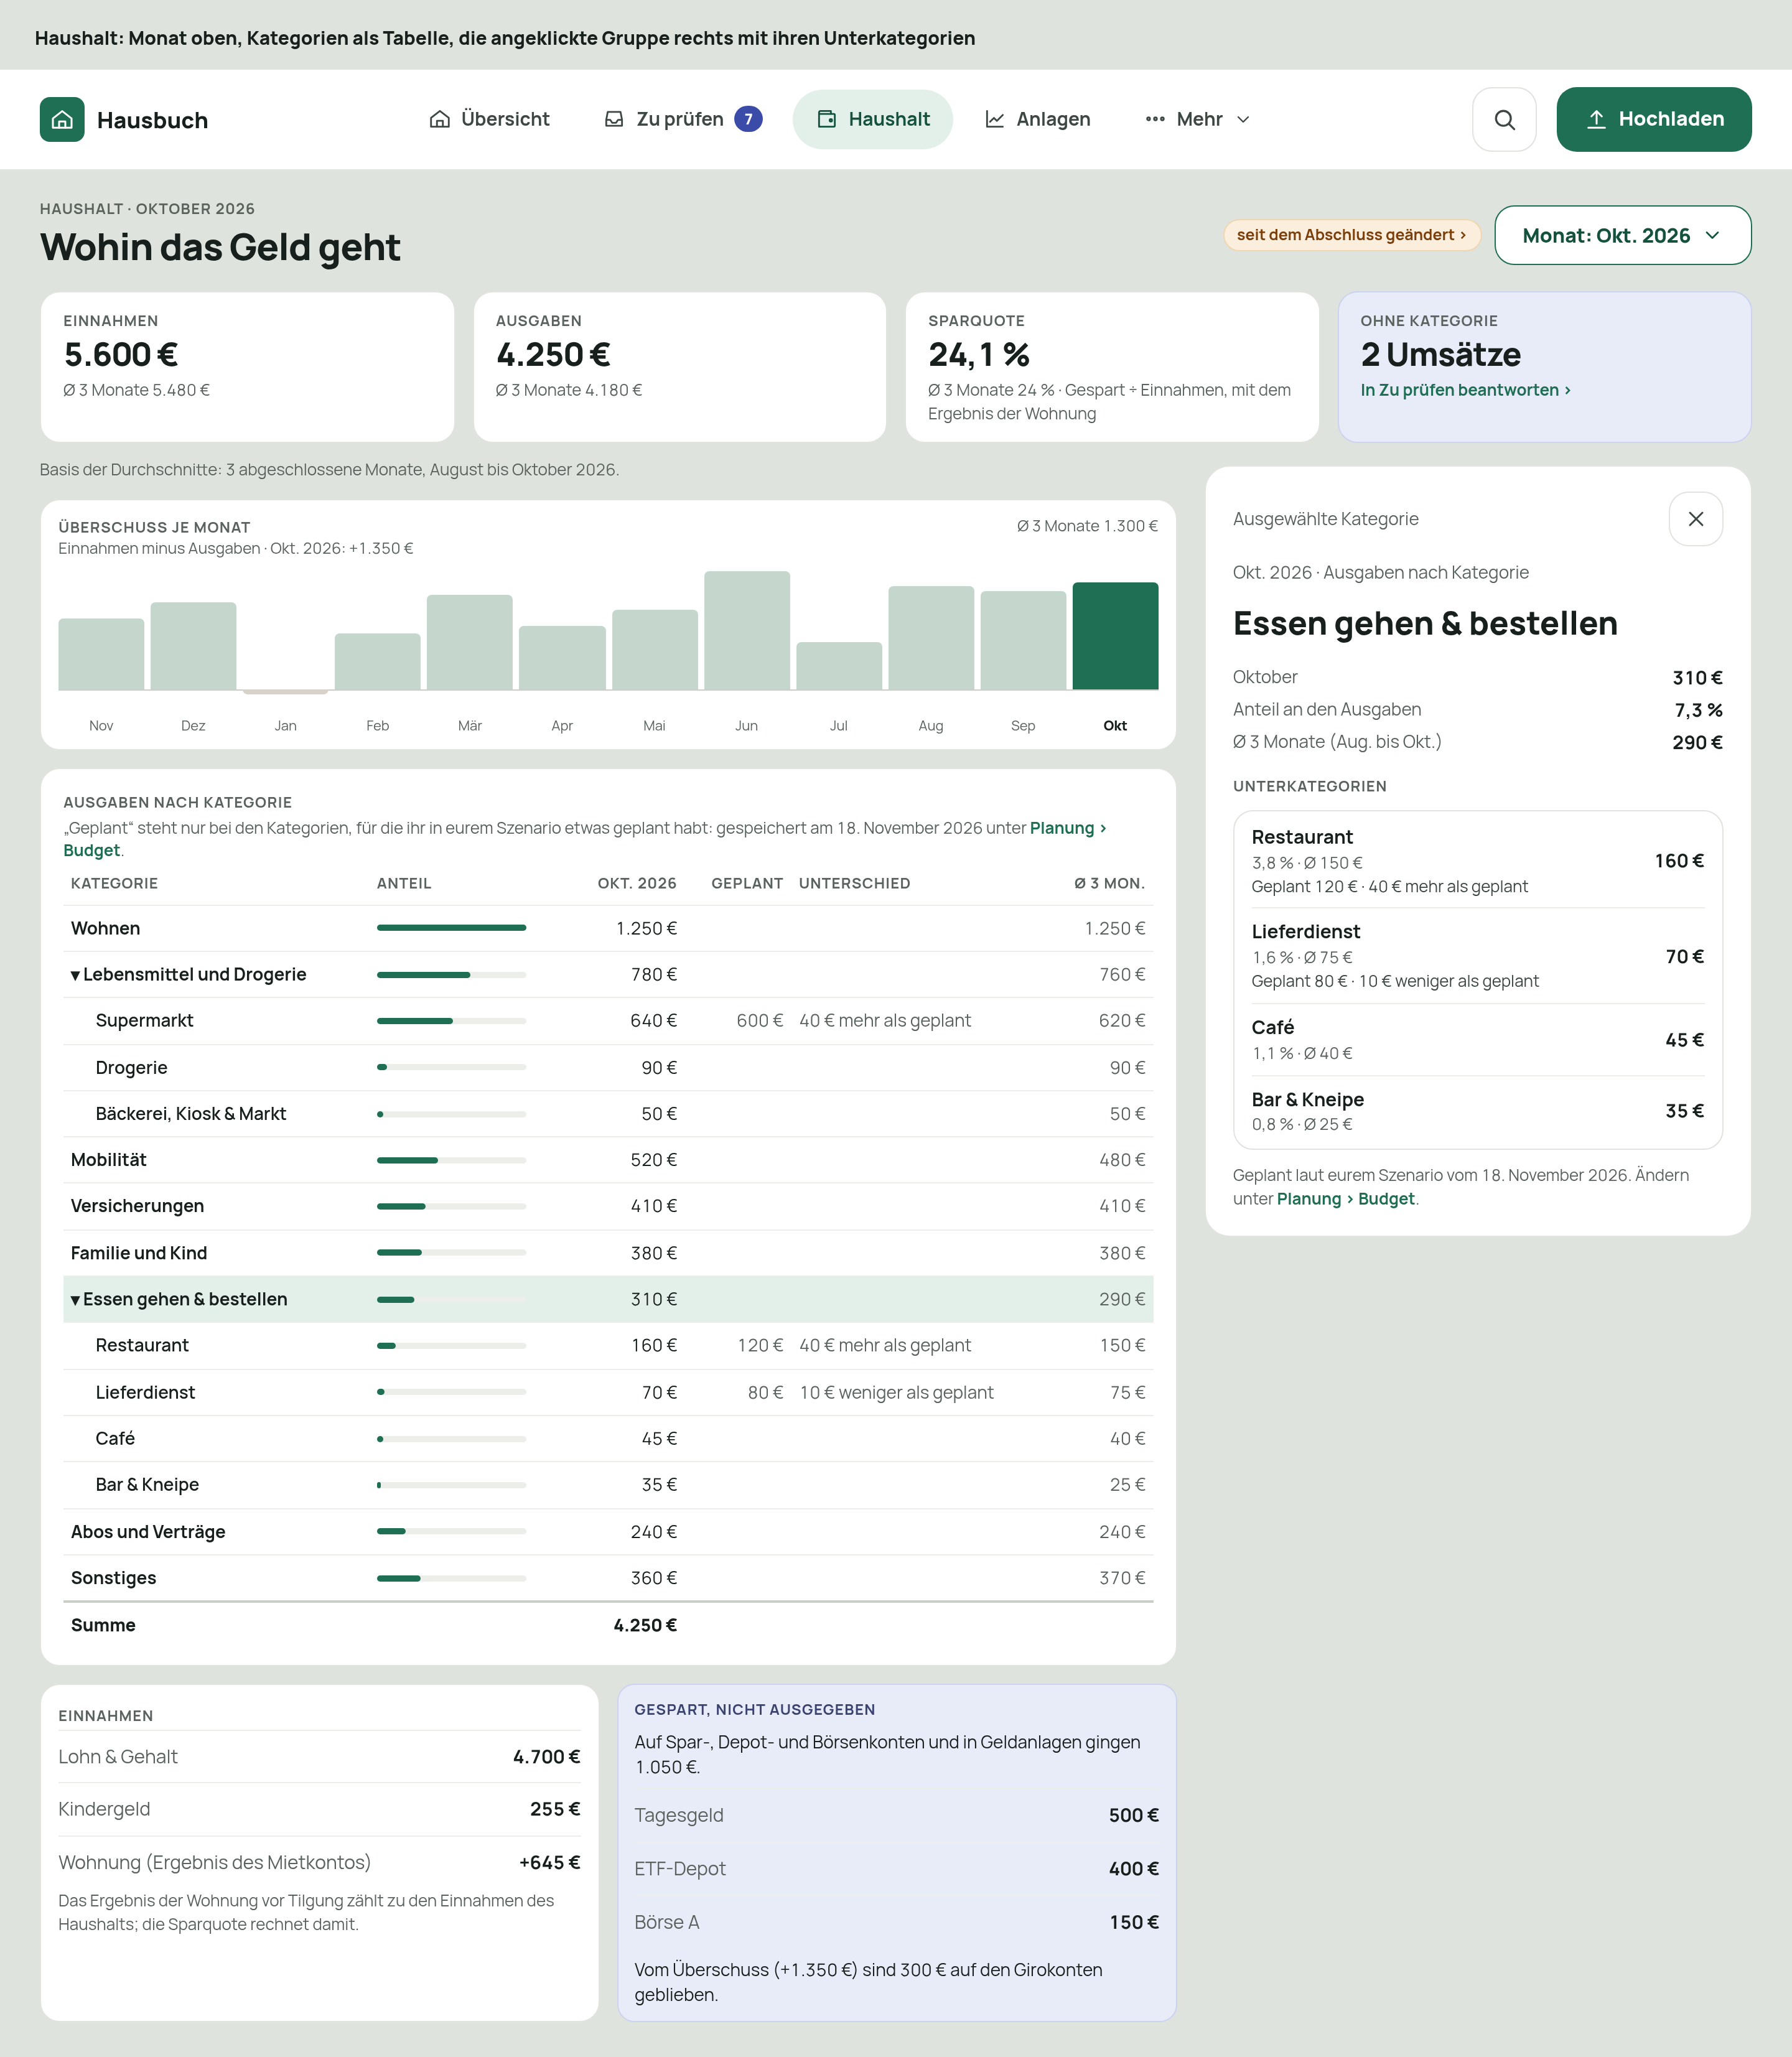 Haushalt: Monat oben, Kategorien als Tabelle, die angeklickte Gruppe rechts mit ihren Unterkategorien
Hausbuch
Übersicht
Zu prüfen 7
Haushalt
Anlagen
Mehr
Hochladen
HAUSHALT · OKTOBER 2026
Wohin das Geld geht
seit dem Abschluss geändert ›
Monat: Okt. 2026
EINNAHMEN
5.600 €
Ø 3 Monate 5.480 €
AUSGABEN
4.250 €
Ø 3 Monate 4.180 €
SPARQUOTE
24,1 %
Ø 3 Monate 24 % · Gespart ÷ Einnahmen, mit dem
Ergebnis der Wohnung
OHNE KATEGORIE
2 Umsätze
In Zu prüfen beantworten ›
Basis der Durchschnitte: 3 abgeschlossene Monate, August bis Oktober 2026.
ÜBERSCHUSS JE MONAT
Ø 3 Monate 1.300 €
Einnahmen minus Ausgaben · Okt. 2026: +1.350 €
Nov Dez Jan Feb Mär Apr Mai Jun Jul Aug Sep Okt
AUSGABEN NACH KATEGORIE
„Geplant“ steht nur bei den Kategorien, für die ihr in eurem Szenario etwas geplant habt: gespeichert am 18. November 2026 unter Planung ›
Budget.
KATEGORIE ANTEIL OKT. 2026 GEPLANT UNTERSCHIED Ø 3 MON.
Wohnen 1.250 € 1.250 €
▾ Lebensmittel und Drogerie 780 € 760 €
Supermarkt 640 € 600 € 40 € mehr als geplant 620 €
Drogerie 90 € 90 €
Bäckerei, Kiosk & Markt 50 € 50 €
Mobilität 520 € 480 €
Versicherungen 410 € 410 €
Familie und Kind 380 € 380 €
▾ Essen gehen & bestellen 310 € 290 €
Restaurant 160 € 120 € 40 € mehr als geplant 150 €
Lieferdienst 70 € 80 € 10 € weniger als geplant 75 €
Café 45 € 40 €
Bar & Kneipe 35 € 25 €
Abos und Verträge 240 € 240 €
Sonstiges 360 € 370 €
Summe 4.250 €
EINNAHMEN
Lohn & Gehalt 4.700 €
Kindergeld 255 €
Wohnung (Ergebnis des Mietkontos) +645 €
Das Ergebnis der Wohnung vor Tilgung zählt zu den Einnahmen des
Haushalts; die Sparquote rechnet damit.
GESPART, NICHT AUSGEGEBEN
Auf Spar-, Depot- und Börsenkonten und in Geldanlagen gingen
1.050 €.
Tagesgeld 500 €
ETF-Depot 400 €
Börse A 150 €
Vom Überschuss (+1.350 €) sind 300 € auf den Girokonten
geblieben.
Ausgewählte Kategorie
Okt. 2026 · Ausgaben nach Kategorie
Essen gehen & bestellen
Oktober 310 €
Anteil an den Ausgaben 7,3 %
Ø 3 Monate (Aug. bis Okt.) 290 €
UNTERKATEGORIEN
Restaurant
3,8 % · Ø 150 €
160 €
Geplant 120 € · 40 € mehr als geplant
Lieferdienst
1,6 % · Ø 75 €
70 €
Geplant 80 € · 10 € weniger als geplant
Café
45 €
1,1 % · Ø 40 €
Bar & Kneipe
35 €
0,8 % · Ø 25 €
Geplant laut eurem Szenario vom 18. November 2026. Ändern
unter Planung › Budget.